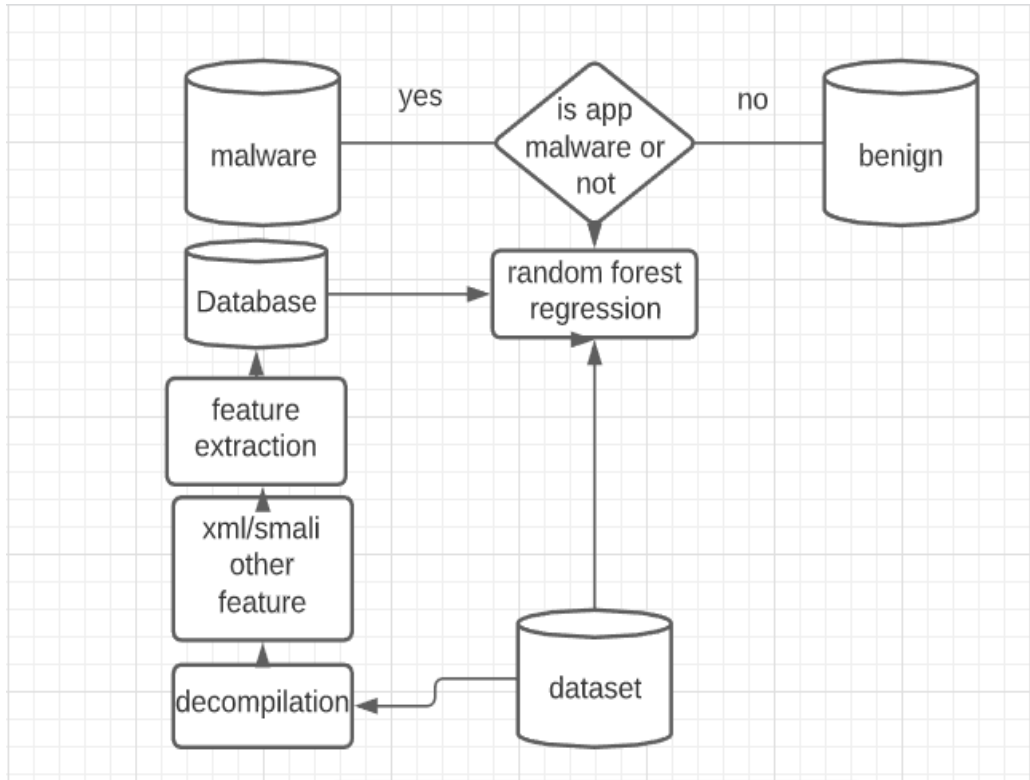 yes
no
malware
is app
malware or
not
benign
Database
random forest
regression
feature
extraction
xml/smali
other
feature
decompilation
dataset